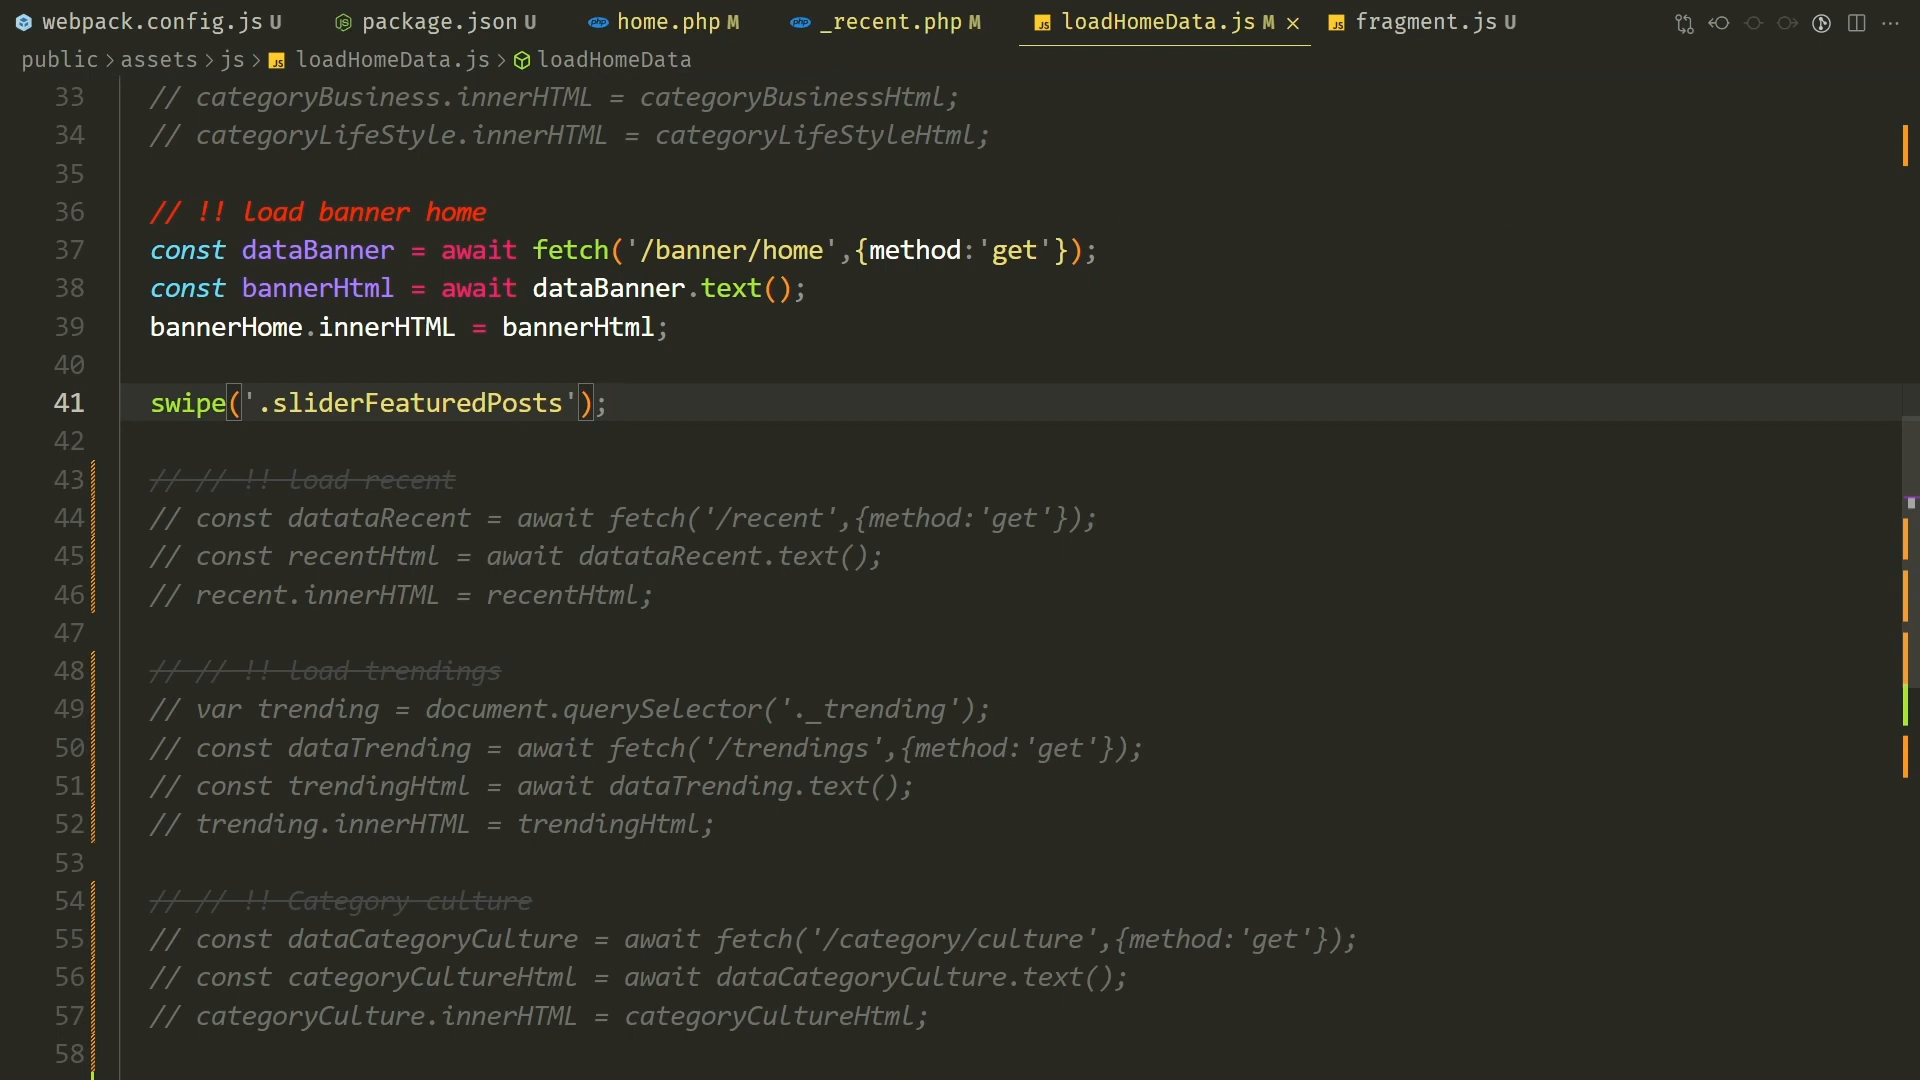 webpack.config.js U package.json U home.php M _recent.php M loadHomeData.js M fragment.js U
public > assets > js > loadHomeData.js > loadHomeData
33 // categoryBusiness.innerHTML = categoryBusinessHtml;
34 // categoryLifeStyle.innerHTML = categoryLifeStyleHtml;
35
36 // !! load banner home
37 const dataBanner = await fetch('/banner/home',{method:'get'});
38 const bannerHtml = await dataBanner.text();
39 bannerHome.innerHTML = bannerHtml;
40
41 swipe('.sliderFeaturedPosts');
42
43 // // !! load recent
44 // const datataRecent = await fetch('/recent',{method:'get'});
45 // const recentHtml = await datataRecent.text();
46 // recent.innerHTML = recentHtml;
47
48 // // !! load trendings
49 // var trending = document.querySelector('._trending');
50 // const dataTrending = await fetch('/trendings',{method:'get'});
51 // const trendingHtml = await dataTrending.text();
52 // trending.innerHTML = trendingHtml;
53
54 // // !! Category culture
55 // const dataCategoryCulture = await fetch('/category/culture',{method:'get'});
56 // const categoryCultureHtml = await dataCategoryCulture.text();
57 // categoryCulture.innerHTML = categoryCultureHtml;
58